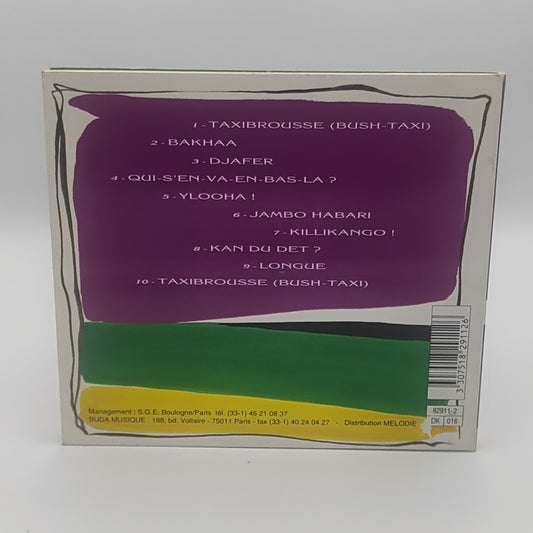 1 - TAXIBROUSSE (BUSH-TAXI)
2 - BAKHAA
3 - DJAFER
4 - QUI-S'EN-VA-EN-BAS-LA ?
5 - YLOOHA !
6 - JAMBO HABARI
7 - KILLIKANGO !
8 - KAN DU DET ?
9 - LONGUE
10 - TAXIBROUSSE (BUSH-TAXI)
3 307518 291126
82911-2
DK 016
Management : S.G.E. Boulogne/Paris tél. (33-1) 46 21 08 37
BUDA MUSIQUE : 188, bd. Voltaire - 75011 Paris - fax (33-1) 40 24 04 27 - Distribution MELODIE